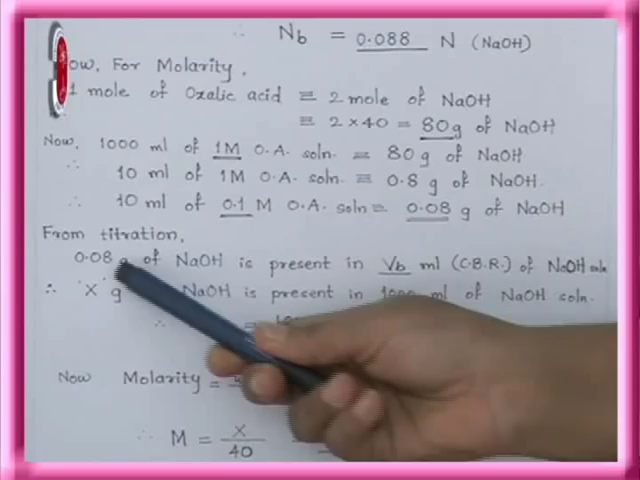 ∴ Nb = 0.088 N (NaOH)
Now, For Molarity,
1 mole of Oxalic acid ≡ 2 mole of NaOH
≡ 2×40 = 80g of NaOH
Now, 1000 ml of 1M O.A. soln ≡ 80 g of NaOH
∴ 10 ml of 1M O.A. soln. ≡ 0.8 g of NaOH.
∴ 10 ml of 0.1 M O.A. soln ≡ 0.08 g of NaOH
From titration,
0.08 g of NaOH is present in Vb ml (C.B.R.) of NaOH soln
∴ 'X' g NaOH is present in 1000 ml of NaOH soln.
∴ =
Now Molarity =
∴ M = X/40 =